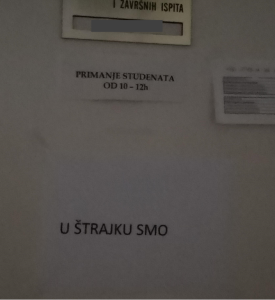 I ZAVRŠNIH ISPITA
PRIMANJE STUDENATA
OD 10 – 12h
U ŠTRAJKU SMO